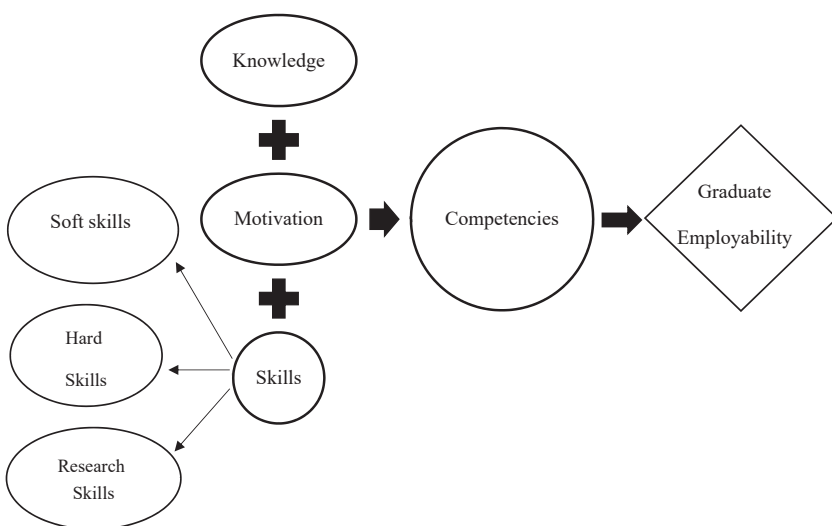 Knowledge
Soft skills
Motivation
Competencies
Graduate
Employability
Hard
Skills
Skills
Research
Skills